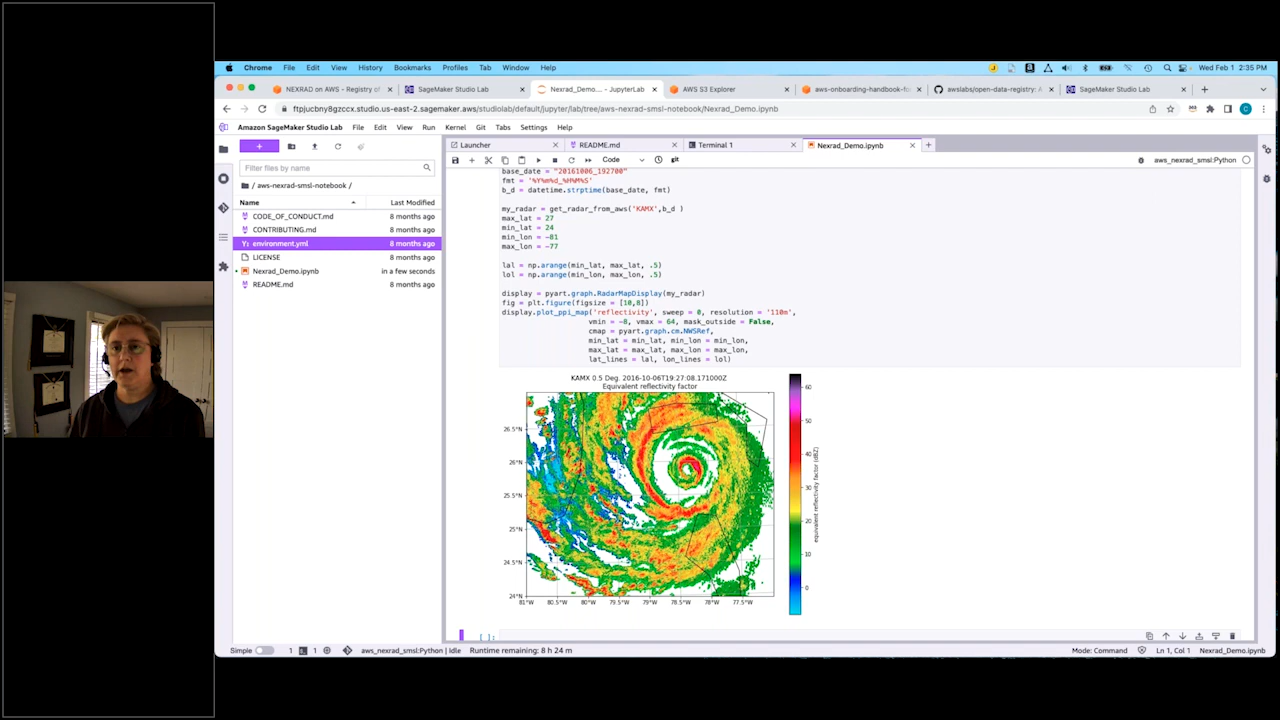 Chrome File Edit View History Bookmarks Profiles Tab Window Help Wed Feb 1 2:35 PM
NEXRAD on AWS - Registry of SageMaker Studio Lab Nexrad_Demo.... - JupyterLab AWS S3 Explorer aws-onboarding-handbook-fo awslabs/open-data-registry: A SageMaker Studio Lab
ftpjucbny8gzccx.studio.us-east-2.sagemaker.aws/studiolab/default/jupyter/lab/tree/aws-nexrad-smsl-notebook/Nexrad_Demo.ipynb
Amazon SageMaker Studio Lab File Edit View Run Kernel Git Tabs Settings Help
Launcher README.md Terminal 1 Nexrad_Demo.ipynb
Code git aws_nexrad_smsl:Python
Filter files by name
/ aws-nexrad-smsl-notebook /
Name Last Modified
CODE_OF_CONDUCT.md 8 months ago
CONTRIBUTING.md 8 months ago
environment.yml 8 months ago
LICENSE 8 months ago
Nexrad_Demo.ipynb in a few seconds
README.md 8 months ago
base_date = "20161006_192700"
fmt = '%Y%m%d_%H%M%S'
b_d = datetime.strptime(base_date, fmt)
my_radar = get_radar_from_aws('KAMX',b_d )
max_lat = 27
min_lat = 24
min_lon = -81
max_lon = -77
lal = np.arange(min_lat, max_lat, .5)
lol = np.arange(min_lon, max_lon, .5)
display = pyart.graph.RadarMapDisplay(my_radar)
fig = plt.figure(figsize = [10,8])
display.plot_ppi_map('reflectivity', sweep = 0, resolution = '110m',
vmin = -8, vmax = 64, mask_outside = False,
cmap = pyart.graph.cm.NWSRef,
min_lat = min_lat, min_lon = min_lon,
max_lat = max_lat, max_lon = max_lon,
lat_lines = lal, lon_lines = lol)
KAMX 0.5 Deg. 2016-10-06T19:27:08.171000Z
Equivalent reflectivity factor
26.5°N
26°N
25.5°N
25°N
24.5°N
24°N
81°W 80.5°W 80°W 79.5°W 79°W 78.5°W 78°W 77.5°W
60
50
40
30
20
10
0
equivalent reflectivity factor (dBZ)
[ ]:
Simple 1 1 aws_nexrad_smsl:Python | Idle Runtime remaining: 8 h 24 m Mode: Command Ln 1, Col 1 Nexrad_Demo.ipynb